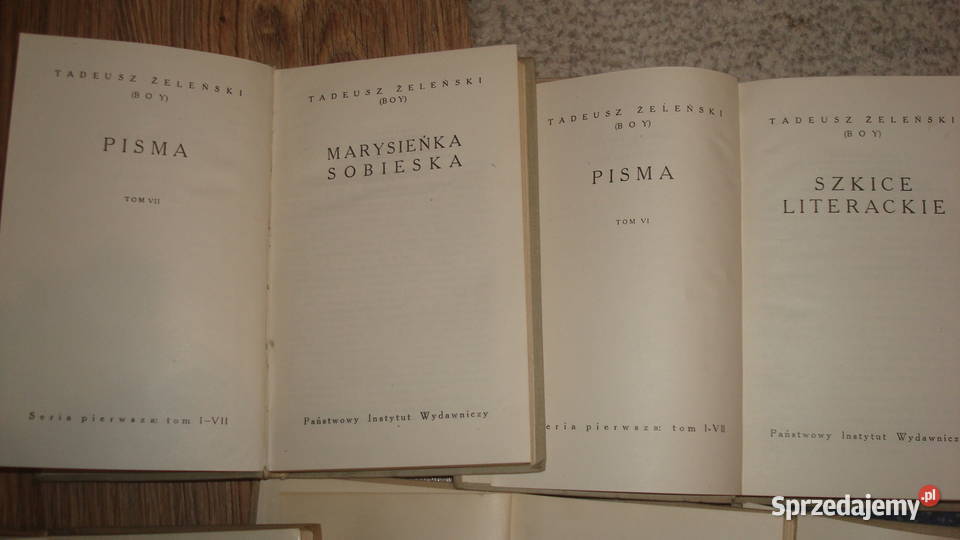 TADEUSZ ŻELEŃSKI
(BOY)
PISMA
TOM VII
Seria pierwsza: tom I–VII
TADEUSZ ŻELEŃSKI
(BOY)
MARYSIEŃKA
SOBIESKA
Państwowy Instytut Wydawniczy
TADEUSZ ŻELEŃSKI
(BOY)
PISMA
TOM VI
eria pierwsza: tom I-VII
TADEUSZ ŻELEŃSKI
(BOY)
SZKICE
LITERACKIE
Państwowy Instytut Wydawnicz
Sprzedajemy.pl